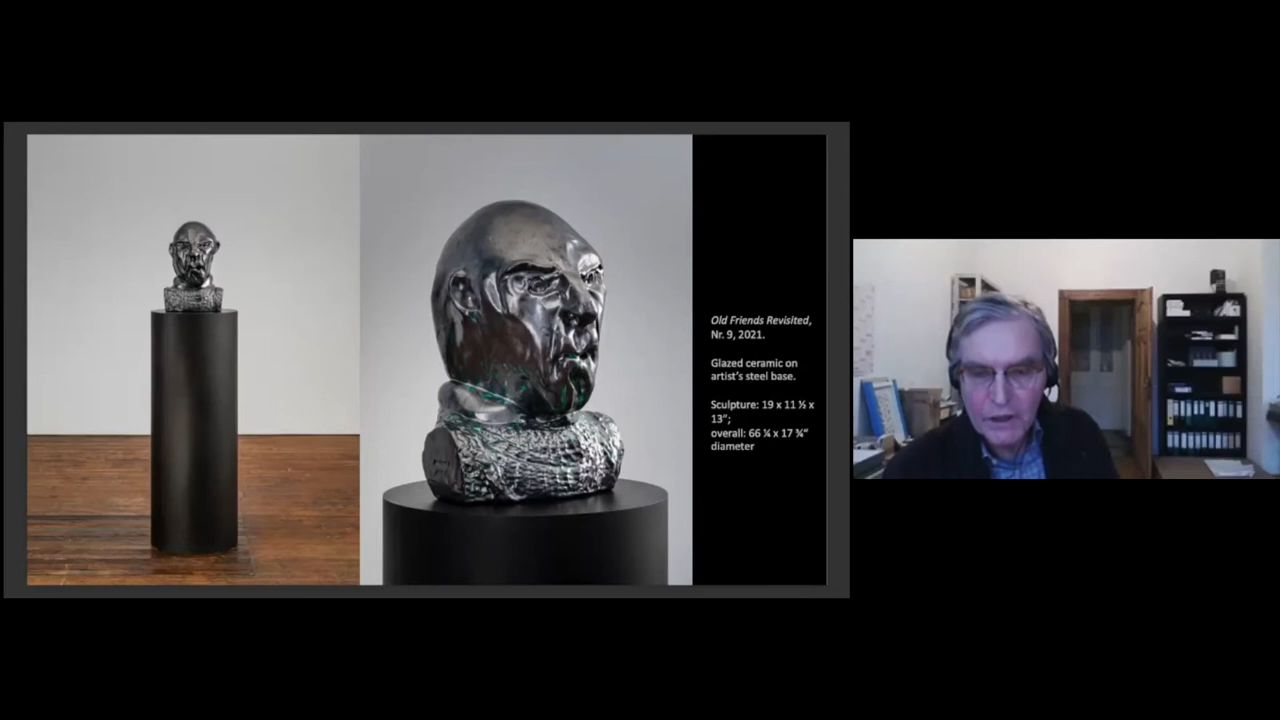 Old Friends Revisited,
Nr. 9, 2021.
Glazed ceramic on
artist's steel base.
Sculpture: 19 x 11 ½ x
13";
overall: 66 ¼ x 17 ¾"
diameter